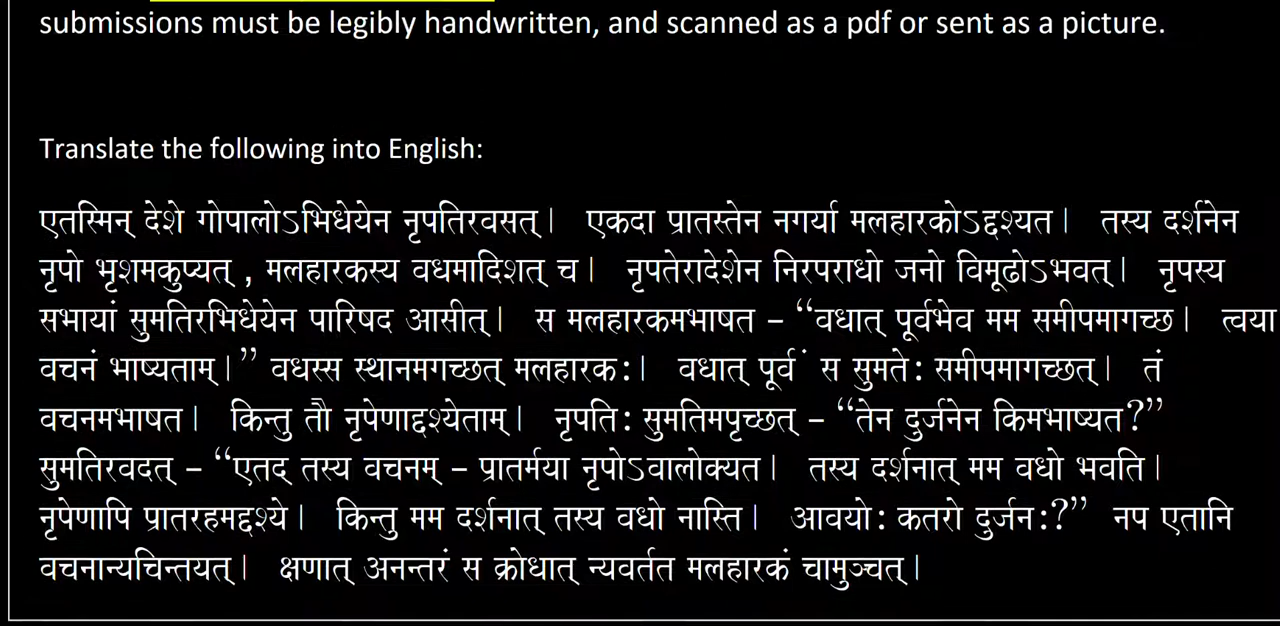 submissions must be legibly handwritten, and scanned as a pdf or sent as a picture.
Translate the following into English:
एतस्मिन् देशे गोपालोऽभिधेयेन नृपतिरवसत्। एकदा प्रातस्तेन नगर्यां मलहारकोऽदृश्यत। तस्य दर्शनेन
नृपो भृशमकुप्यत् , मलहारकस्य वधमादिशत् च। नृपतेरादेशेन निरपराधो जनो विमूढोऽभवत्। नृपस्य
सभायां सुमतिरभिधेयेन पारिषद आसीत्। स मलहारकमभाषत – “वधात् पूर्वभेव मम समीपमागच्छ। त्वया
वचनं भाष्यताम्।” वधस्स स्थानमगच्छत् मलहारक:। वधात् पूर्वं स सुमते: समीपमागच्छत्। तं
वचनमभाषत। किन्तु तौ नृपेणादृश्येताम्। नृपति: सुमतिमपृच्छत् – “तेन दुर्जनेन किमभाष्यत?”
सुमतिरवदत् – “एतद तस्य वचनम् – प्रातर्मया नृपोऽवालोक्यत। तस्य दर्शनात् मम वधो भवति।
नृपेणापि प्रातरहमदृश्ये। किन्तु मम दर्शनात् तस्य वधो नास्ति। आवयो: कतरो दुर्जन:?” नप एतानि
वचनान्यचिन्तयत्। क्षणात् अनन्तरं स क्रोधात् न्यवर्तत मलहारकं चामुञ्चत्।